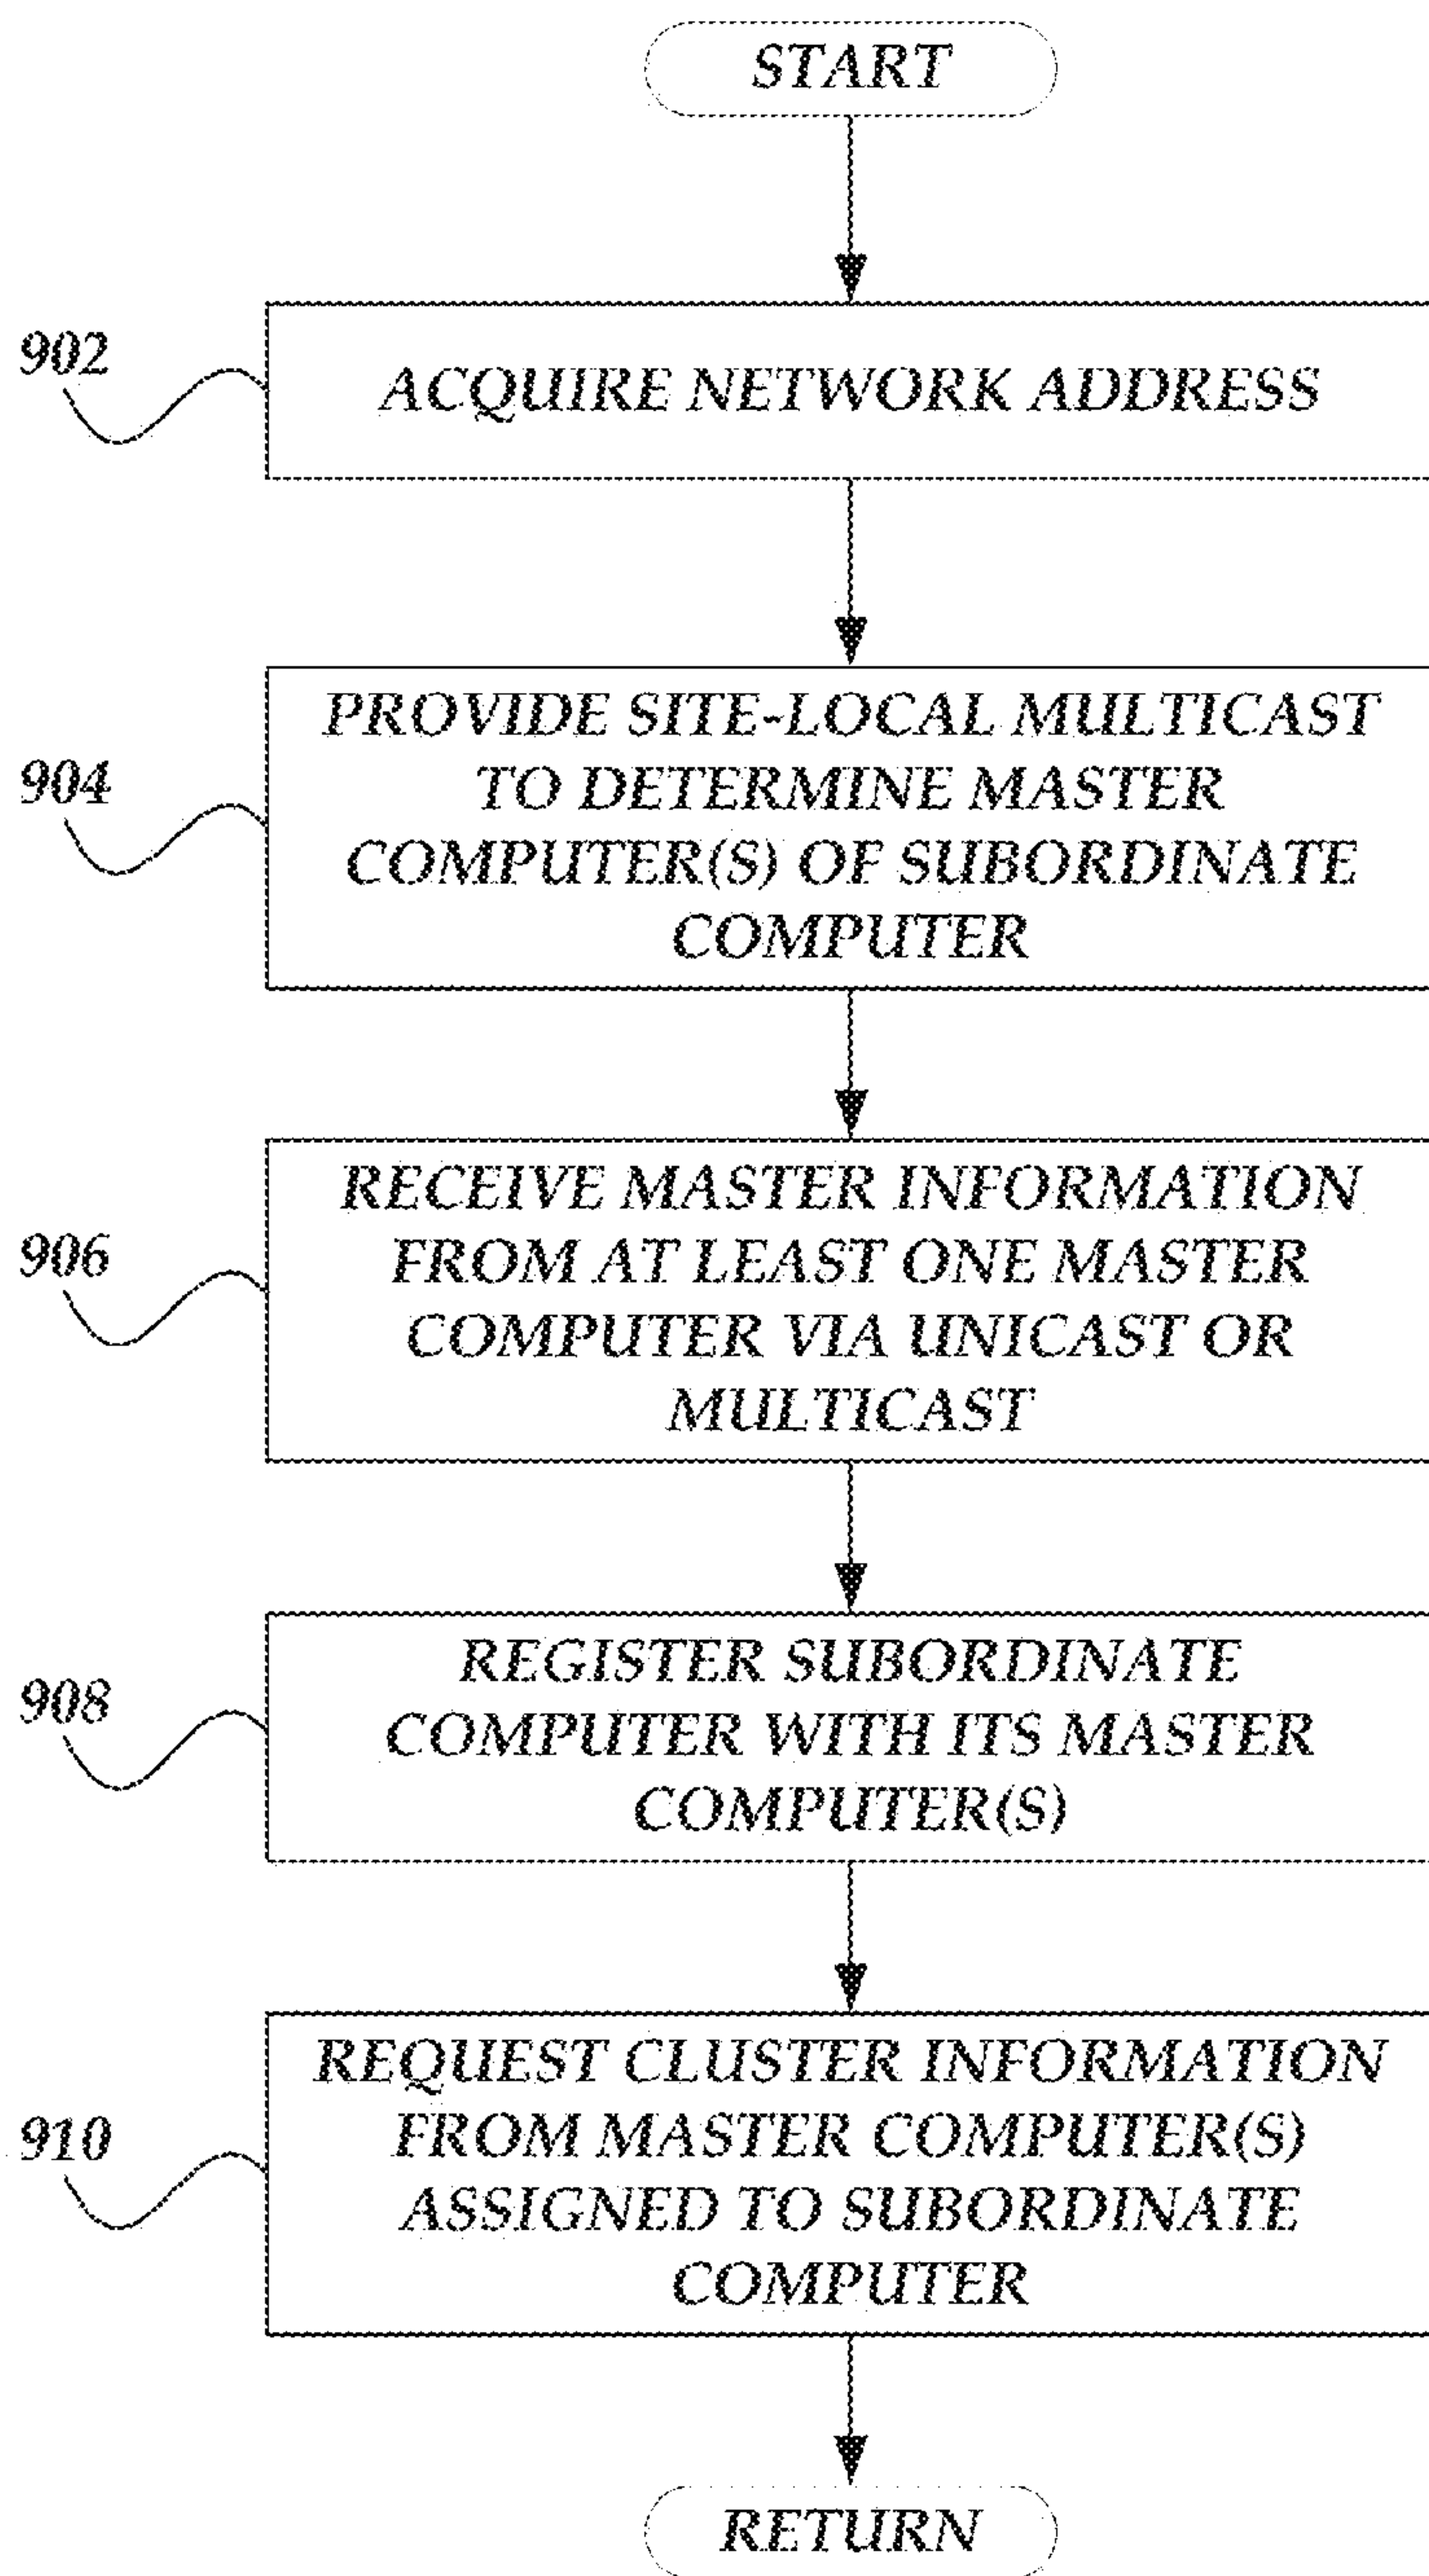 START
902
ACQUIRE NETWORK ADDRESS
904
PROVIDE SITE-LOCAL MULTICAST
TO DETERMINE MASTER
COMPUTER(S) OF SUBORDINATE
COMPUTER
906
RECEIVE MASTER INFORMATION
FROM AT LEAST ONE MASTER
COMPUTER VIA UNICAST OR
MULTICAST
908
REGISTER SUBORDINATE
COMPUTER WITH ITS MASTER
COMPUTER(S)
910
REQUEST CLUSTER INFORMATION
FROM MASTER COMPUTER(S)
ASSIGNED TO SUBORDINATE
COMPUTER
RETURN